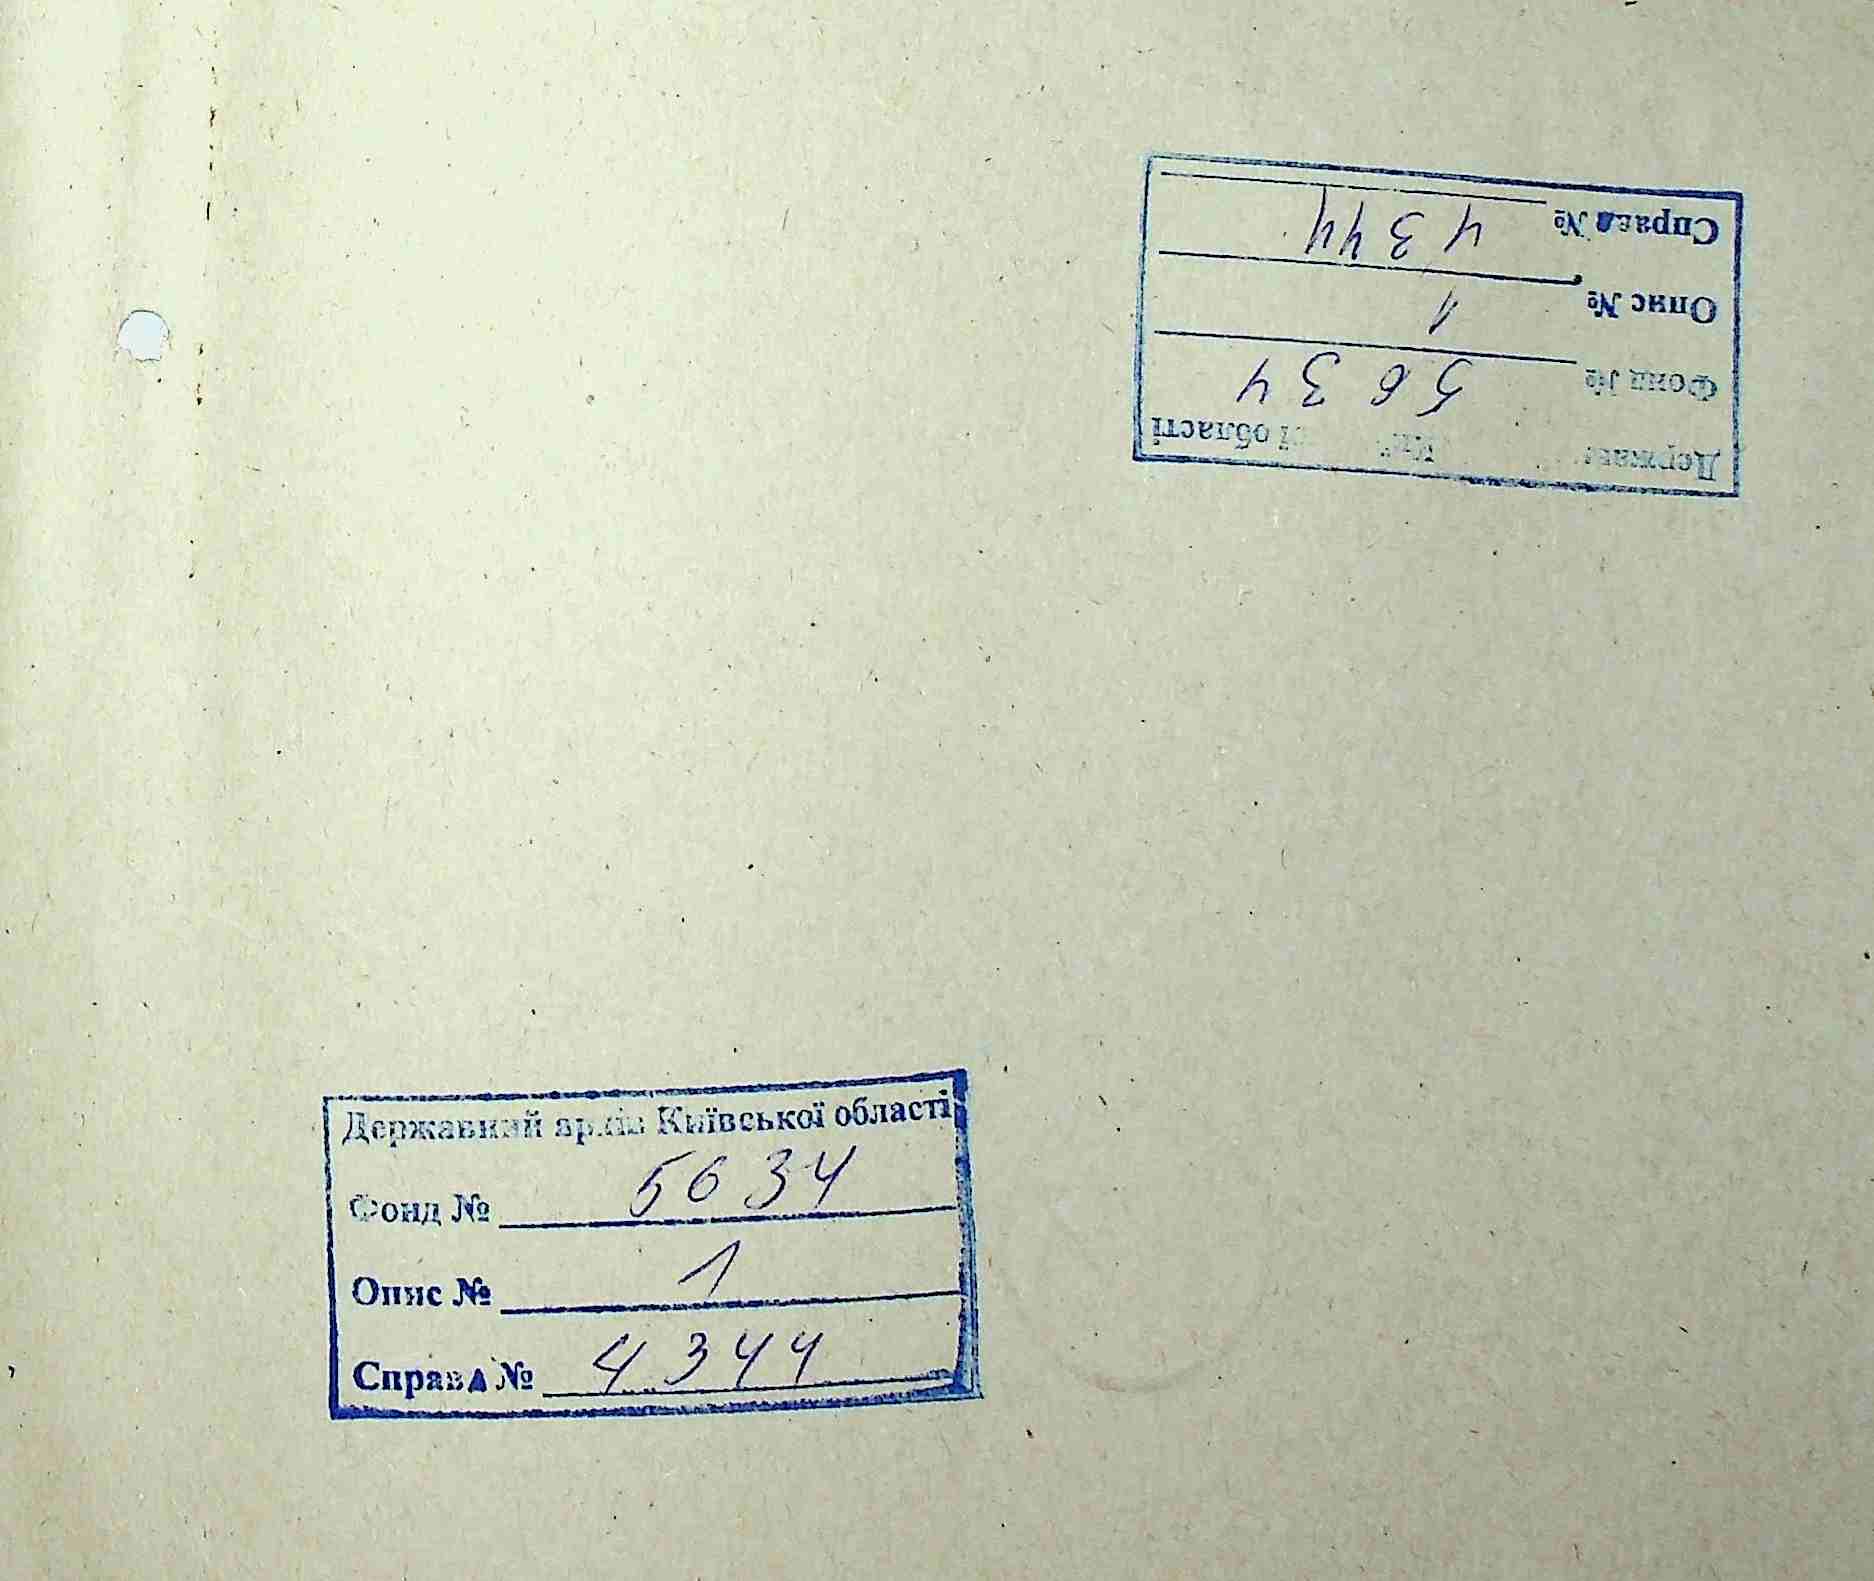 Справа № 4344
Опис № 1
Фонд № 5634
області
Державний архів Київської області
Фонд № 5634
Опис № 1
Справа № 4344